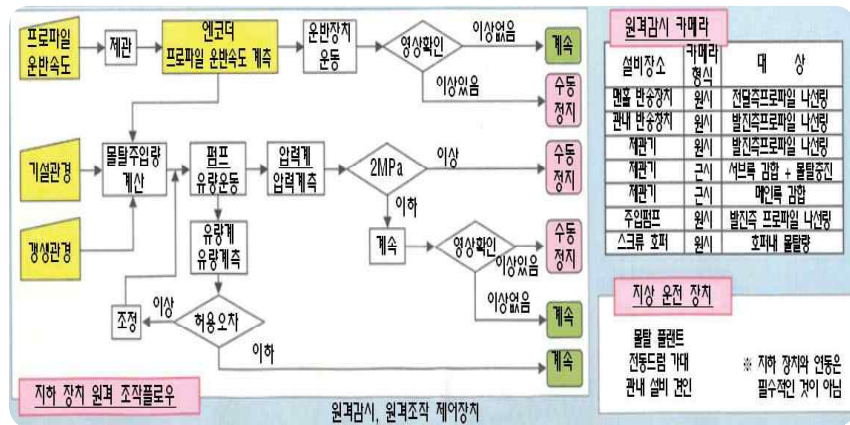 프로파일
운반속도
제관
엔코더
프로파일 운반속도 계측
운반장치
운동
영상확인
이상없음
계속
이상있음
수동
정지
기설관경
몰탈주입량
계산
펌프
유량운동
압력계
압력계측
2MPa
이상
수동
정지
이하
갱생관경
유량계
유량계측
계속
영상확인
이상있음
수동
정지
이상없음
계속
조정
이상
허용오차
이하
계속
지하 장치 원격 조작플로우
원격감시, 원격조작 제어장치
원격감시 카메라
설비장소 카메라 형식 대 상
맨홀 반송장치 원시 전달측프로파일 나선링
관내 반송장치 원시 발진측프로파일 나선링
제관기 원시 발진측프로파일 나선링
제관기 근시 서브록 감합 + 몰탈충진
제관기 근시 메인록 감합
주입펌프 원시 발진측 프로파일 나선링
스크류 호퍼 원시 호퍼내 몰탈량
지상 운전 장치
몰탈 플랜트
전동드럼 가대
관내 설비 견인
※ 지하 장치와 연동은
필수적인 것이 아님